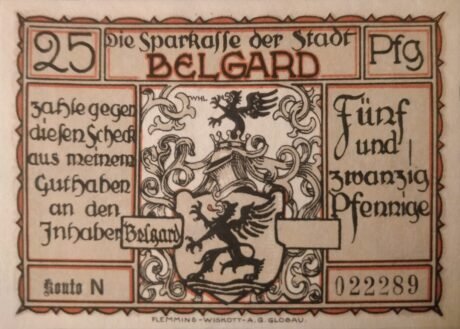 25
Die Sparkasse der Stadt
BELGARD
Pfg
WHL
zahle gegen
diesen Scheck
aus meinem
Guthaben
an den
Inhaber
Belgard
Fünf
und
zwanzig
Pfennige
Konto N
022289
FLEMMING-WISKOTT-A.G. GLOGAU.